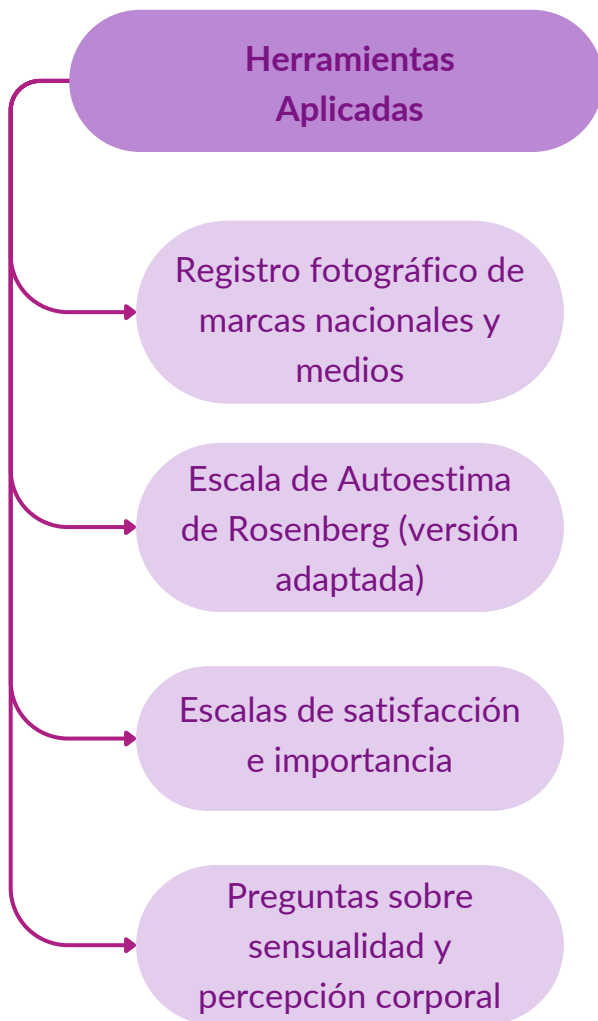 Herramientas
Aplicadas
Registro fotográfico de
marcas nacionales y
medios
Escala de Autoestima
de Rosenberg (versión
adaptada)
Escalas de satisfacción
e importancia
Preguntas sobre
sensualidad y
percepción corporal